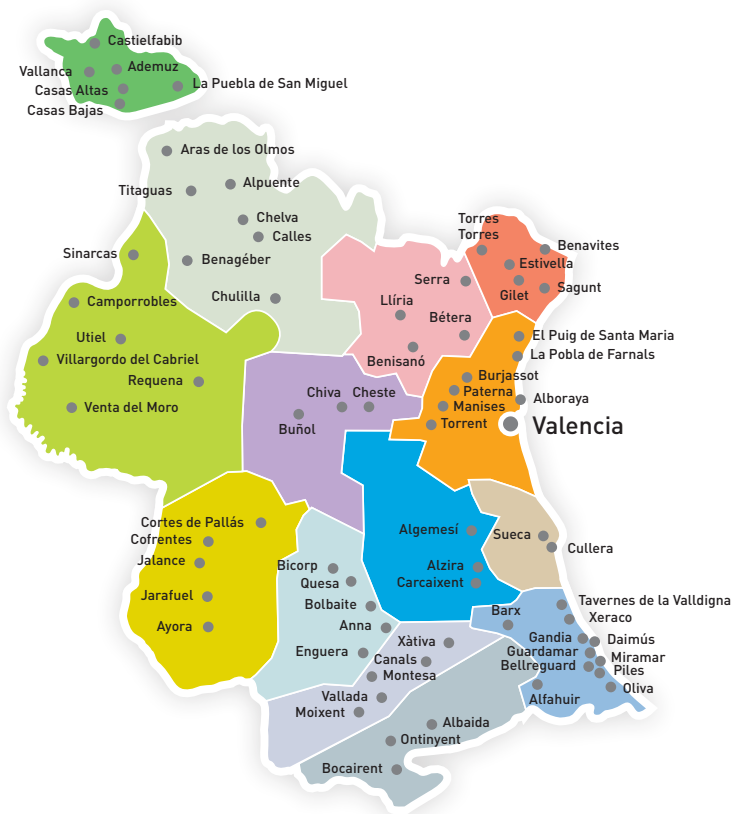 Castielfabib
Vallanca
Ademuz
Casas Altas
La Puebla de San Miguel
Casas Bajas
Aras de los Olmos
Titaguas
Alpuente
Chelva
Calles
Benagéber
Chulilla
Sinarcas
Camporrobles
Utiel
Villargordo del Cabriel
Requena
Venta del Moro
Torres
Torres
Benavites
Estivella
Gilet
Sagunt
Serra
Llíria
Bétera
Benisanó
El Puig de Santa Maria
La Pobla de Farnals
Burjassot
Paterna
Alboraya
Manises
Torrent
Valencia
Chiva
Cheste
Buñol
Cortes de Pallás
Cofrentes
Jalance
Jarafuel
Ayora
Algemesí
Alzira
Carcaixent
Sueca
Cullera
Bicorp
Quesa
Bolbaite
Anna
Enguera
Xàtiva
Canals
Montesa
Vallada
Moixent
Barx
Tavernes de la Valldigna
Xeraco
Gandia
Daimús
Guardamar
Miramar
Bellreguard
Piles
Oliva
Alfahuir
Albaida
Ontinyent
Bocairent